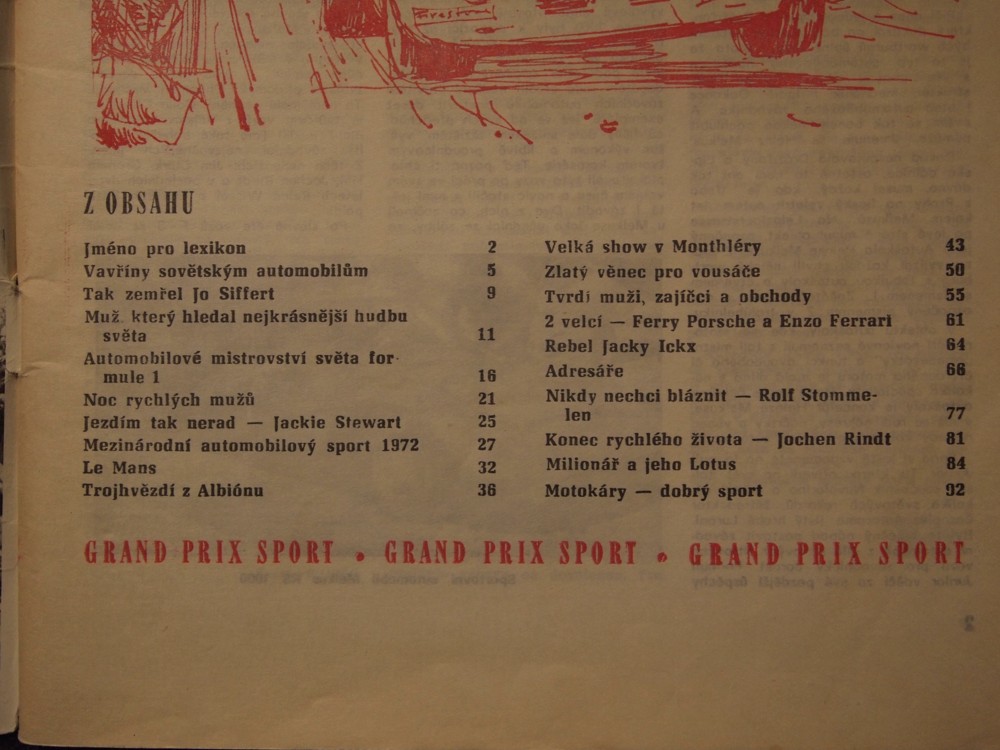 Z OBSAHU
Jméno pro lexikon 2
Vavříny sovětským automobilům 5
Tak zemřel Jo Siffert 9
Muž, který hledal nejkrásnější hudbu
světa 11
Automobilové mistrovství světa for-
mule 1 16
Noc rychlých mužů 21
Jezdím tak nerad — Jackie Stewart 25
Mezinárodní automobilový sport 1972 27
Le Mans 32
Trojhvězdí z Albiónu 36
Velká show v Monthléry 43
Zlatý věnec pro vousáče 50
Tvrdí muži, zajíčci a obchody 55
2 velcí — Ferry Porsche a Enzo Ferrari 61
Rebel Jacky Ickx 64
Adresáře 66
Nikdy nechci bláznit — Rolf Stomme-
len 77
Konec rychlého života — Jochen Rindt 81
Milionář a jeho Lotus 84
Motokáry — dobrý sport 92
GRAND PRIX SPORT • GRAND PRIX SPORT • GRAND PRIX SPORT